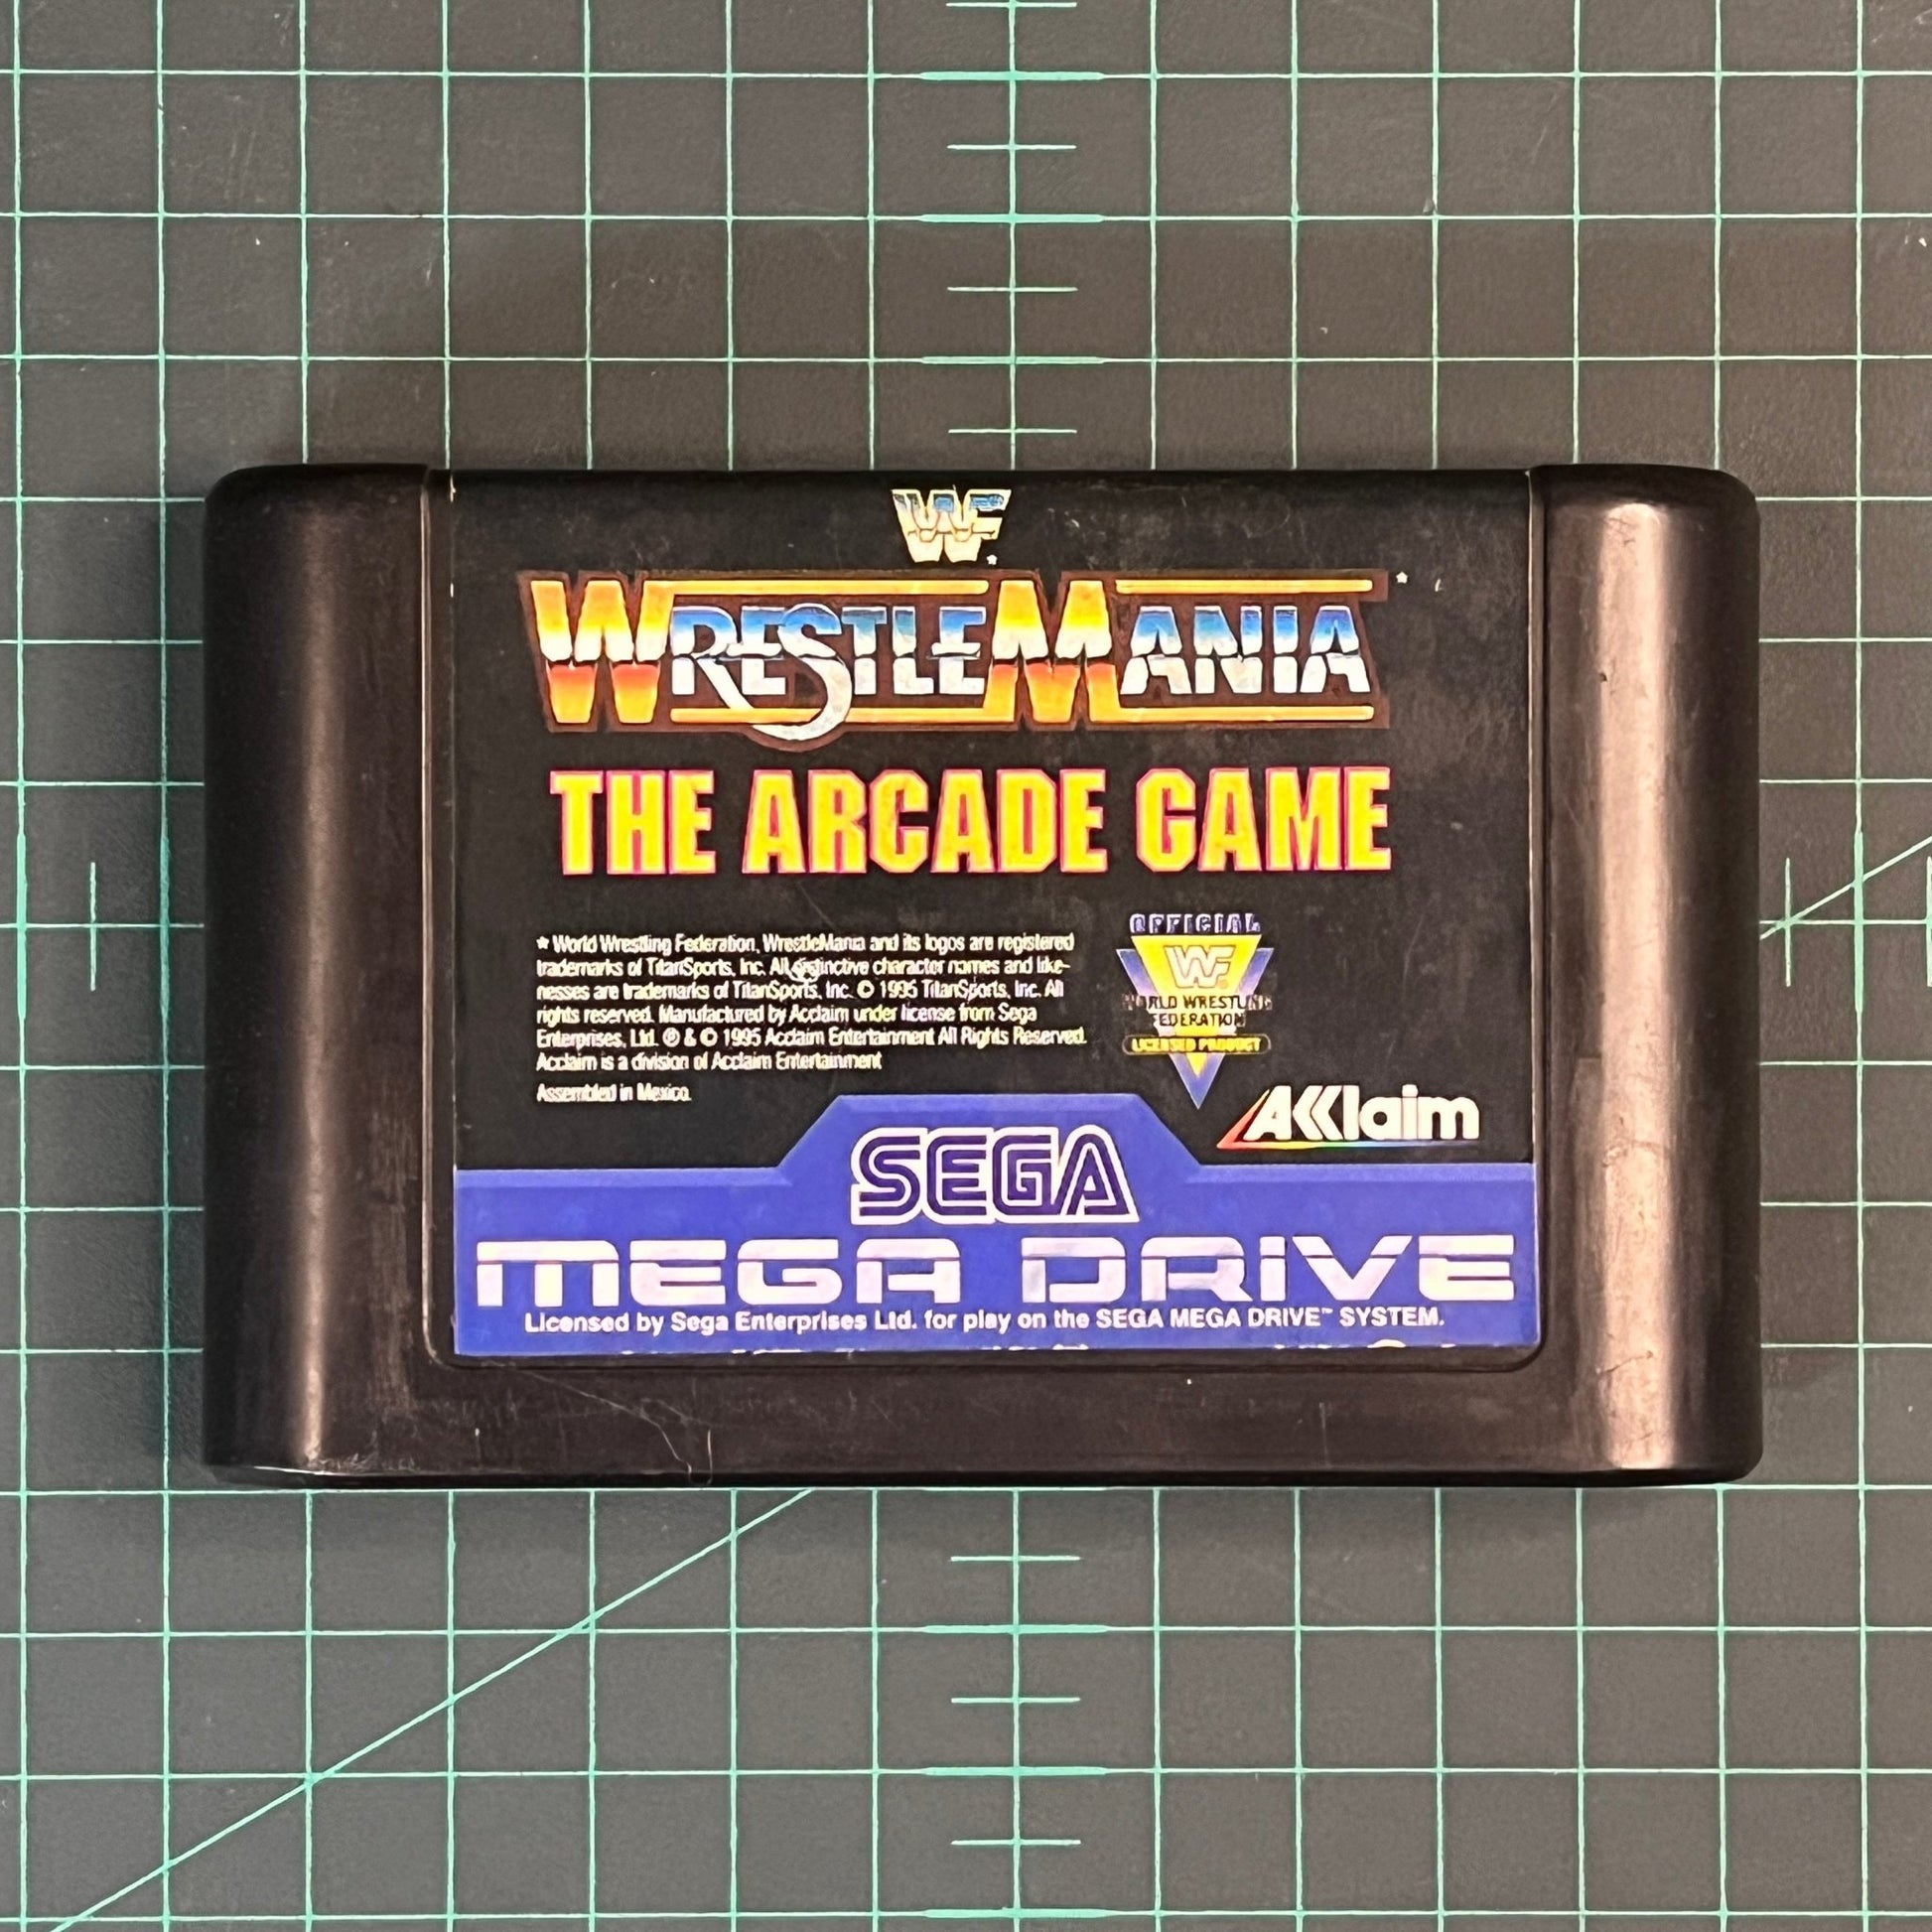 WF
WRESTLEMANIA *
THE ARCADE GAME
* World Wrestling Federation, WrestleMania and its logos are registered
trademarks of TitanSports, Inc. All distinctive character names and like-
nesses are trademarks of TitanSports, Inc. © 1995 TitanSports, Inc. All
rights reserved. Manufactured by Acclaim under license from Sega
Enterprises, Ltd. ℗ & © 1995 Acclaim Entertainment All Rights Reserved.
Acclaim is a division of Acclaim Entertainment
Assembled in Mexico.
OFFICIAL
WF
WORLD WRESTLING
FEDERATION
LICENSED PRODUCT
AKKlaim
SEGA
MEGA DRIVE
Licensed by Sega Enterprises Ltd. for play on the SEGA MEGA DRIVE™ SYSTEM.